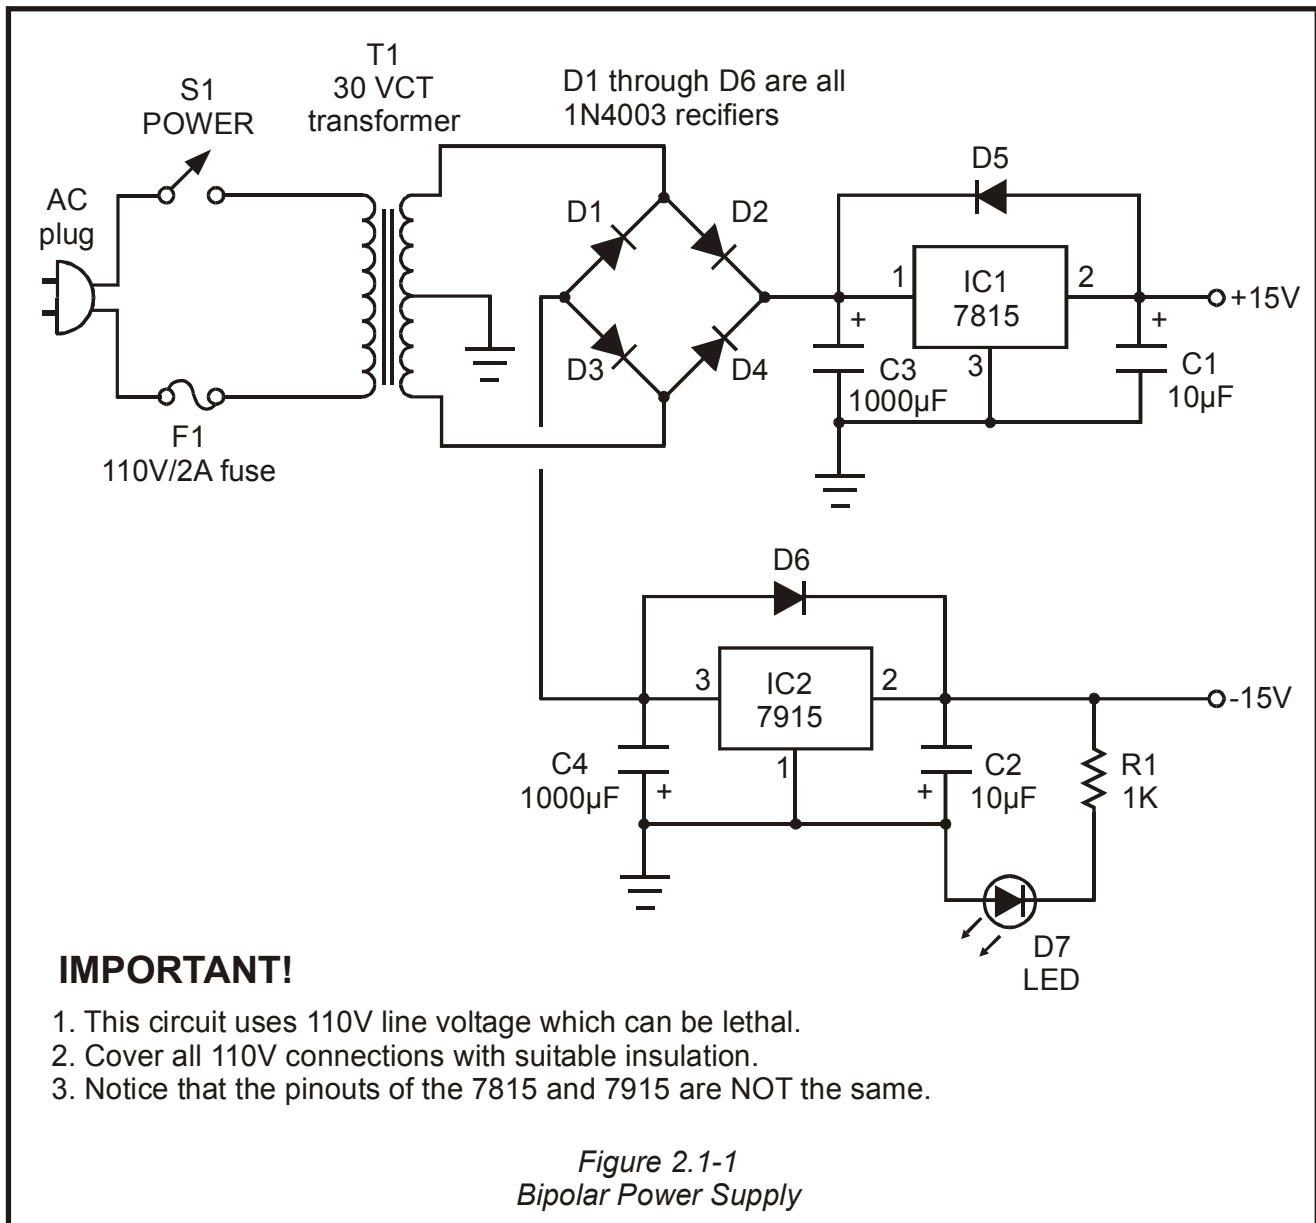 T1
30 VCT
transformer
S1
POWER
D1 through D6 are all
1N4003 recifiers
AC
plug
D1
D2
D3
D4
D5
1
IC1
7815
2
3
+15V
+
C3
1000µF
+
C1
10µF
F1
110V/2A fuse
D6
3
IC2
7915
2
1
-15V
C4
1000µF
+
+
C2
10µF
R1
1K
D7
LED
IMPORTANT!
1. This circuit uses 110V line voltage which can be lethal.
2. Cover all 110V connections with suitable insulation.
3. Notice that the pinouts of the 7815 and 7915 are NOT the same.
Figure 2.1-1
Bipolar Power Supply